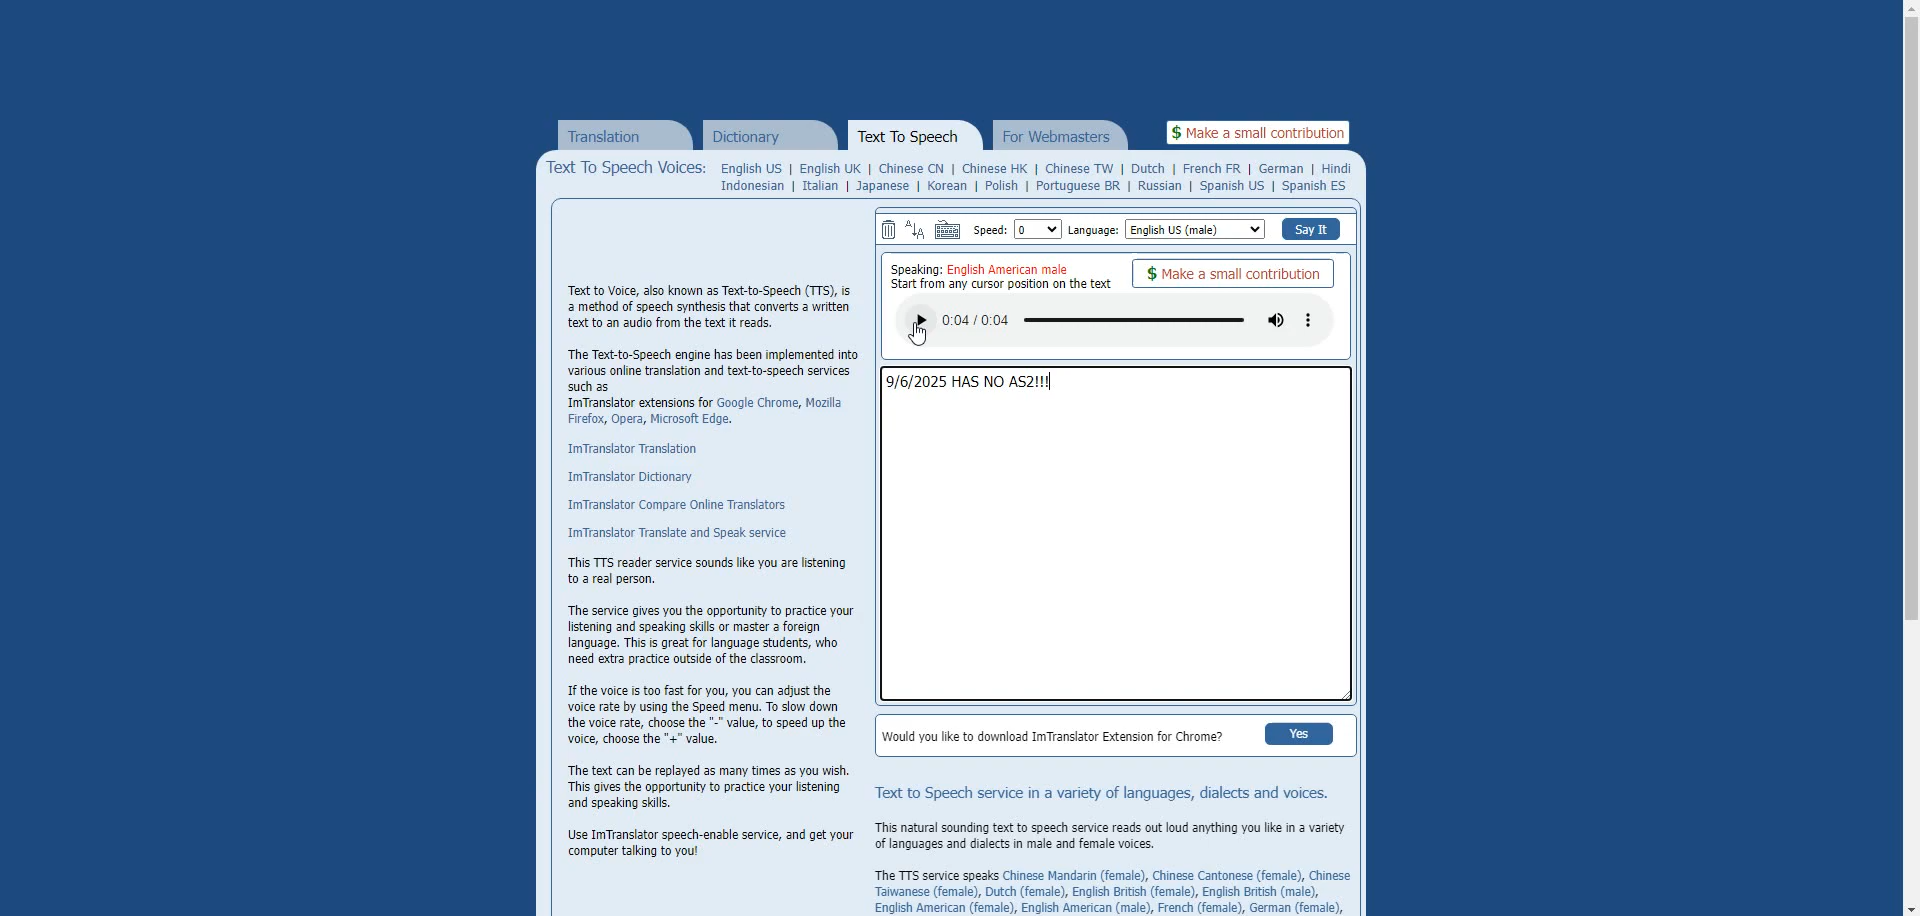 Translation
Dictionary
Text To Speech
For Webmasters
$ Make a small contribution
Text To Speech Voices:
English US | English UK | Chinese CN | Chinese HK | Chinese TW | Dutch | French FR | German | Hindi
Indonesian | Italian | Japanese | Korean | Polish | Portuguese BR | Russian | Spanish US | Spanish ES
Text to Voice, also known as Text-to-Speech (TTS), is
a method of speech synthesis that converts a written
text to an audio from the text it reads.
The Text-to-Speech engine has been implemented into
various online translation and text-to-speech services
such as
ImTranslator extensions for Google Chrome, Mozilla
Firefox, Opera, Microsoft Edge.
ImTranslator Translation
ImTranslator Dictionary
ImTranslator Compare Online Translators
ImTranslator Translate and Speak service
This TTS reader service sounds like you are listening
to a real person.
The service gives you the opportunity to practice your
listening and speaking skills or master a foreign
language. This is great for language students, who
need extra practice outside of the classroom.
If the voice is too fast for you, you can adjust the
voice rate by using the Speed menu. To slow down
the voice rate, choose the "-" value, to speed up the
voice, choose the "+" value.
The text can be replayed as many times as you wish.
This gives the opportunity to practice your listening
and speaking skills.
Use ImTranslator speech-enable service, and get your
computer talking to you!
Speed: 0 Language: English US (male) Say It
Speaking: English American male
Start from any cursor position on the text
$ Make a small contribution
0:04 / 0:04
9/6/2025 HAS NO AS2!!!
Would you like to download ImTranslator Extension for Chrome? Yes
Text to Speech service in a variety of languages, dialects and voices.
This natural sounding text to speech service reads out loud anything you like in a variety
of languages and dialects in male and female voices.
The TTS service speaks Chinese Mandarin (female), Chinese Cantonese (female), Chinese
Taiwanese (female), Dutch (female), English British (female), English British (male),
English American (female), English American (male), French (female), German (female),